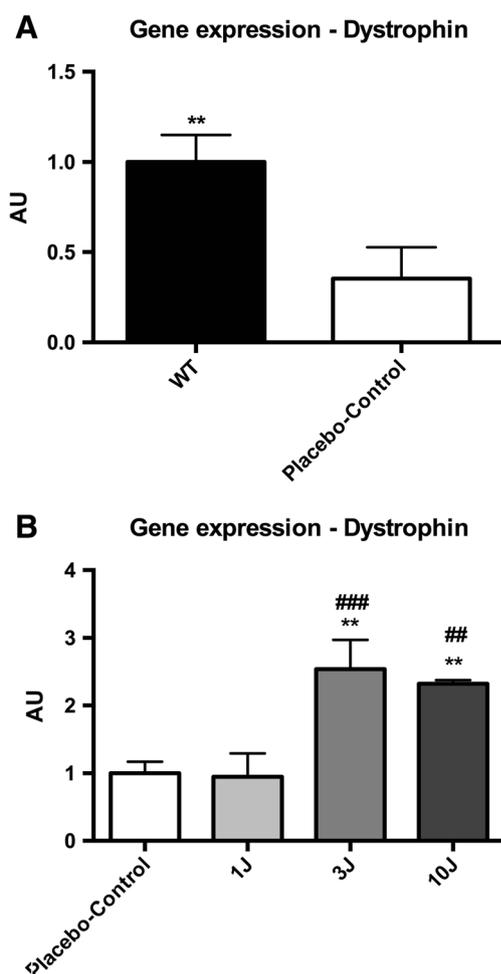 A Gene expression - Dystrophin
1.5
**
1.0
AU
0.5
0.0
WT
Placebo-Control
B Gene expression - Dystrophin
4
###
**
##
**
3
AU
2
1
0
Placebo-Control
1J
3J
10J